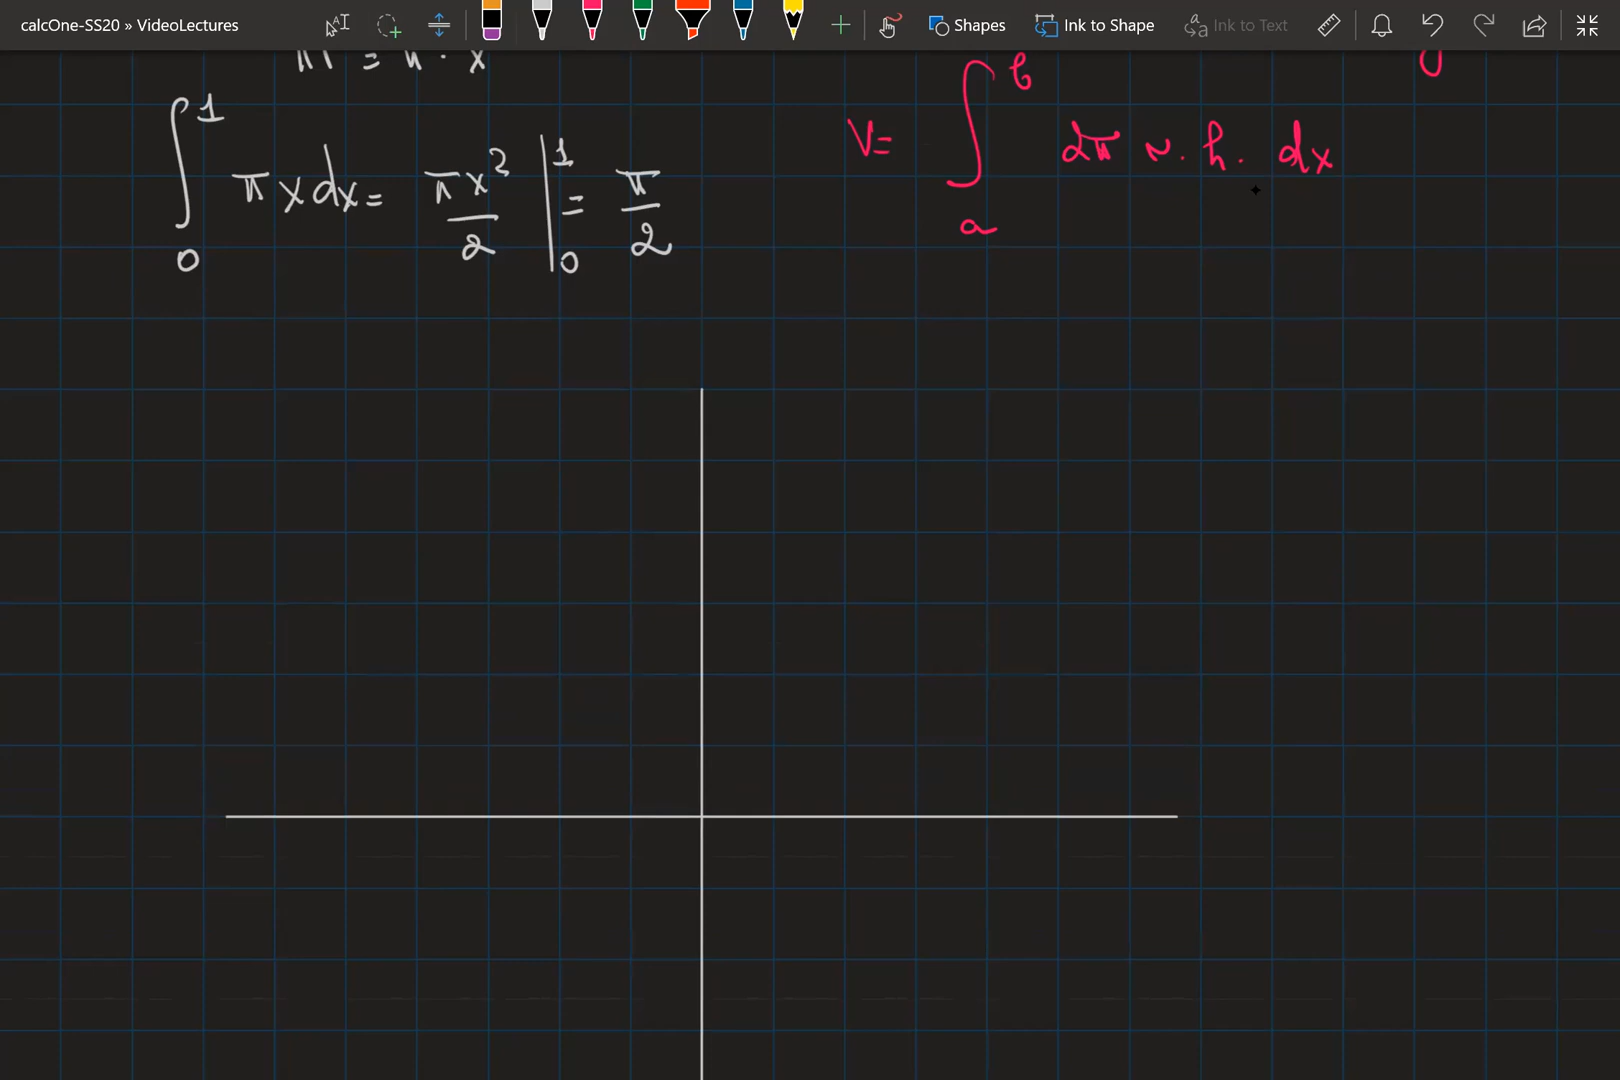 calcOne-SS20 » VideoLectures
Shapes
Ink to Shape
Ink to Text
∫₀¹ πx dx = πx²/2 |₀¹ = π/2
V = ∫ₐᵇ 2π r · h · dx